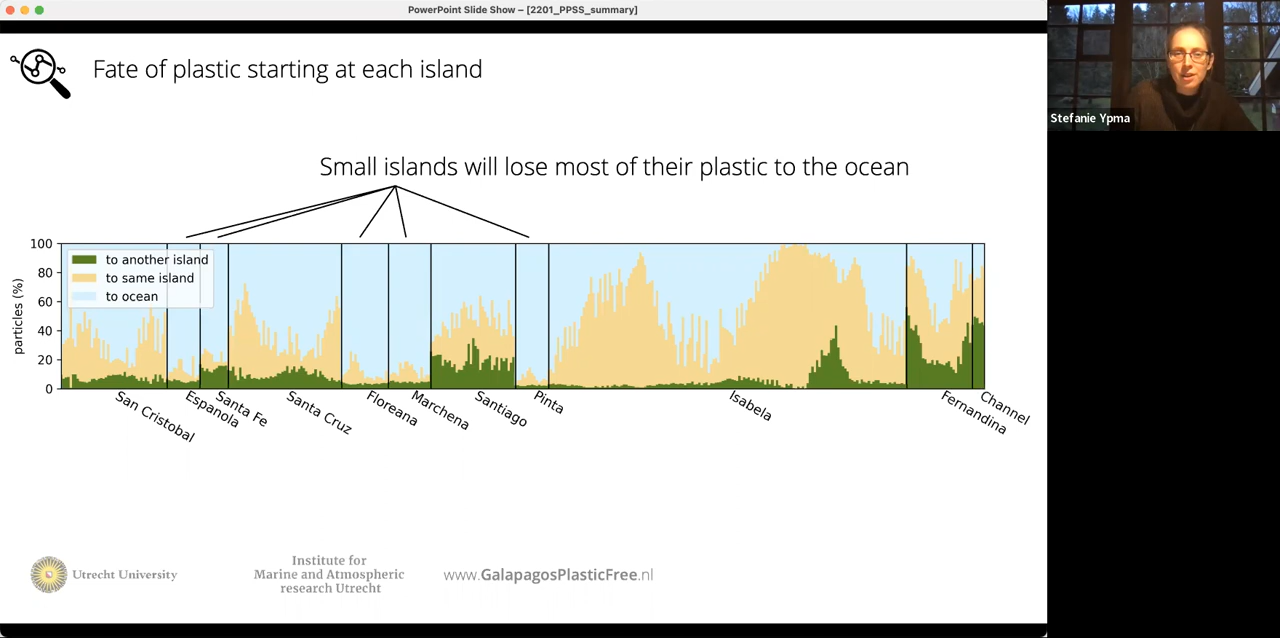 PowerPoint Slide Show – [2201_PPSS_summary]
Stefanie Ypma
Fate of plastic starting at each island
Small islands will lose most of their plastic to the ocean
100
80
60
40
20
0
particles (%)
to another island
to same island
to ocean
San Cristobal
Espanola
Santa Fe
Santa Cruz
Floreana
Marchena
Santiago
Pinta
Isabela
Fernandina
Channel
Utrecht University
Institute for
Marine and Atmospheric
research Utrecht
www.GalapagosPlasticFree.nl